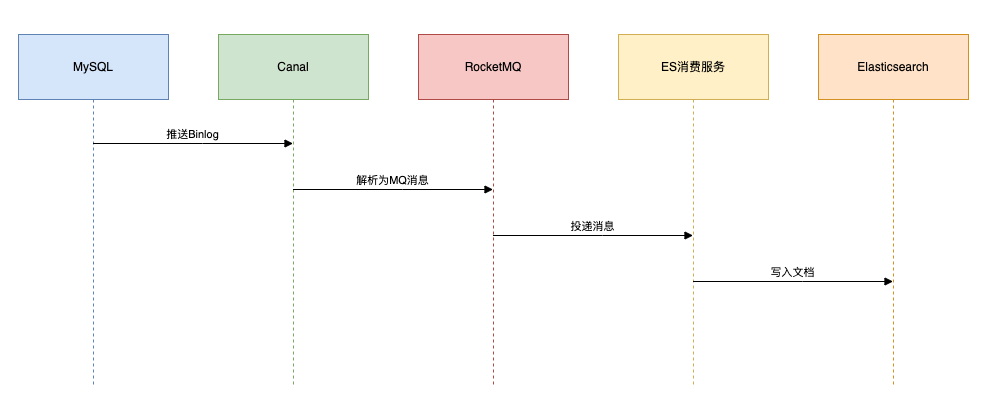 MySQL
Canal
RocketMQ
ES消费服务
Elasticsearch
推送Binlog
解析为MQ消息
投递消息
写入文档